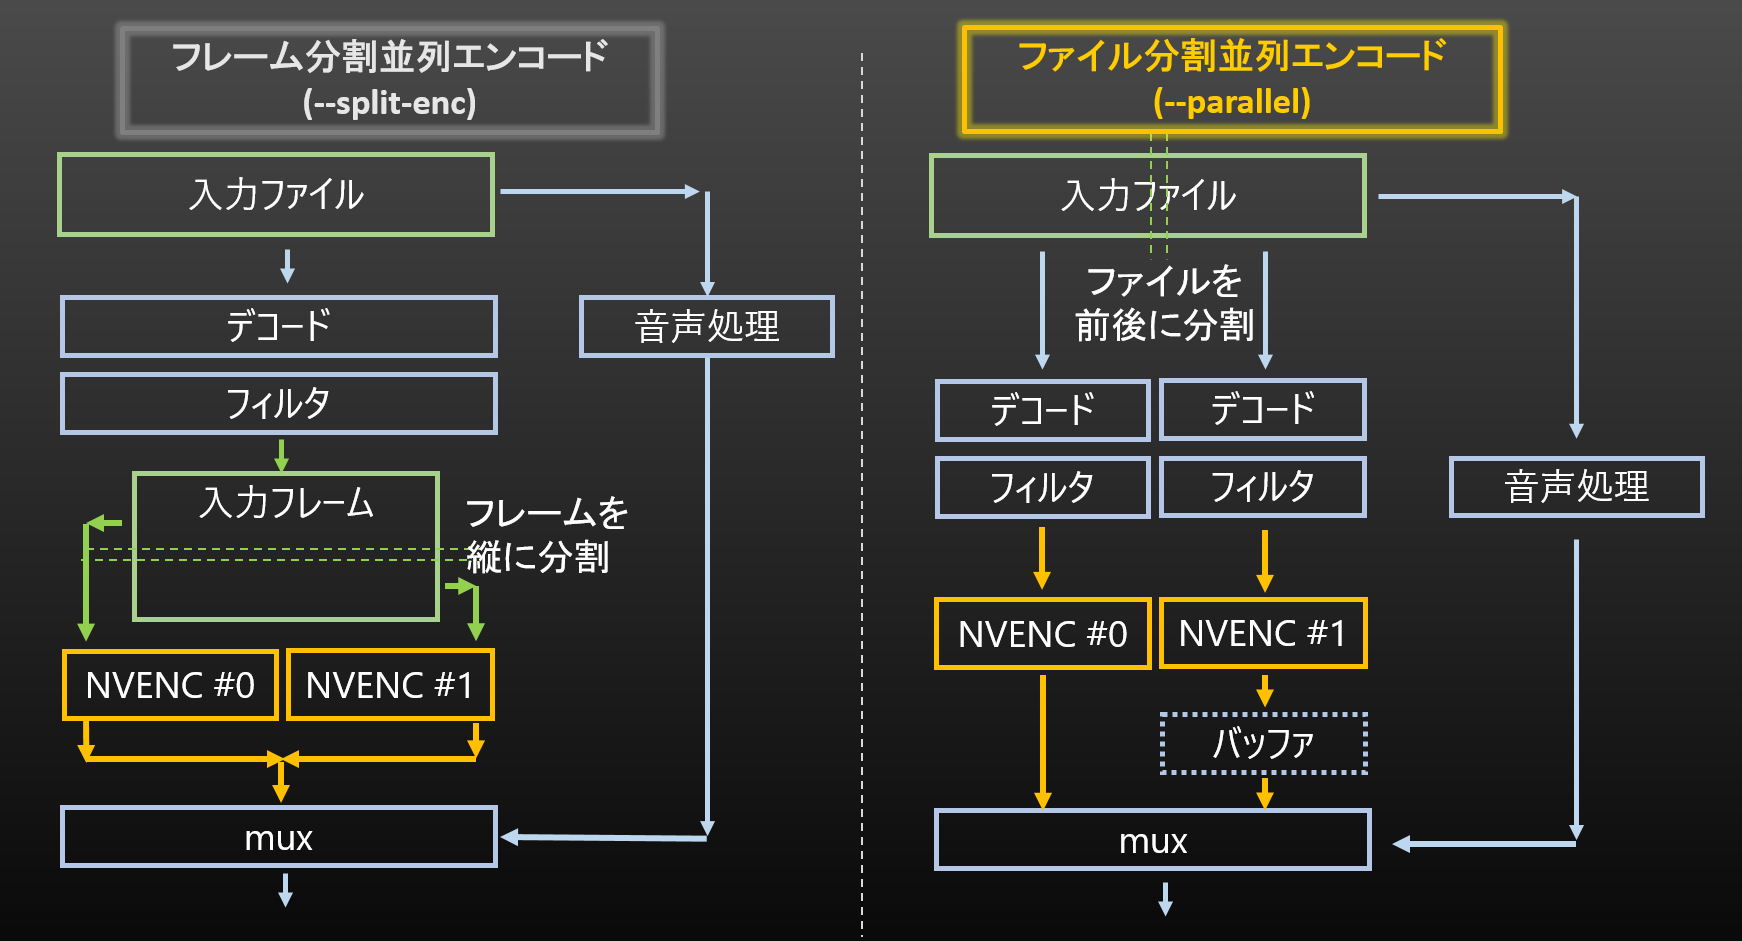 フレーム分割並列エンコード
(--split-enc)
入力ファイル
デコード
音声処理
フィルタ
入力フレーム
フレームを
縦に分割
NVENC #0
NVENC #1
mux
ファイル分割並列エンコード
(--parallel)
入力ファイル
ファイルを
前後に分割
デコード
デコード
フィルタ
フィルタ
音声処理
NVENC #0
NVENC #1
バッファ
mux